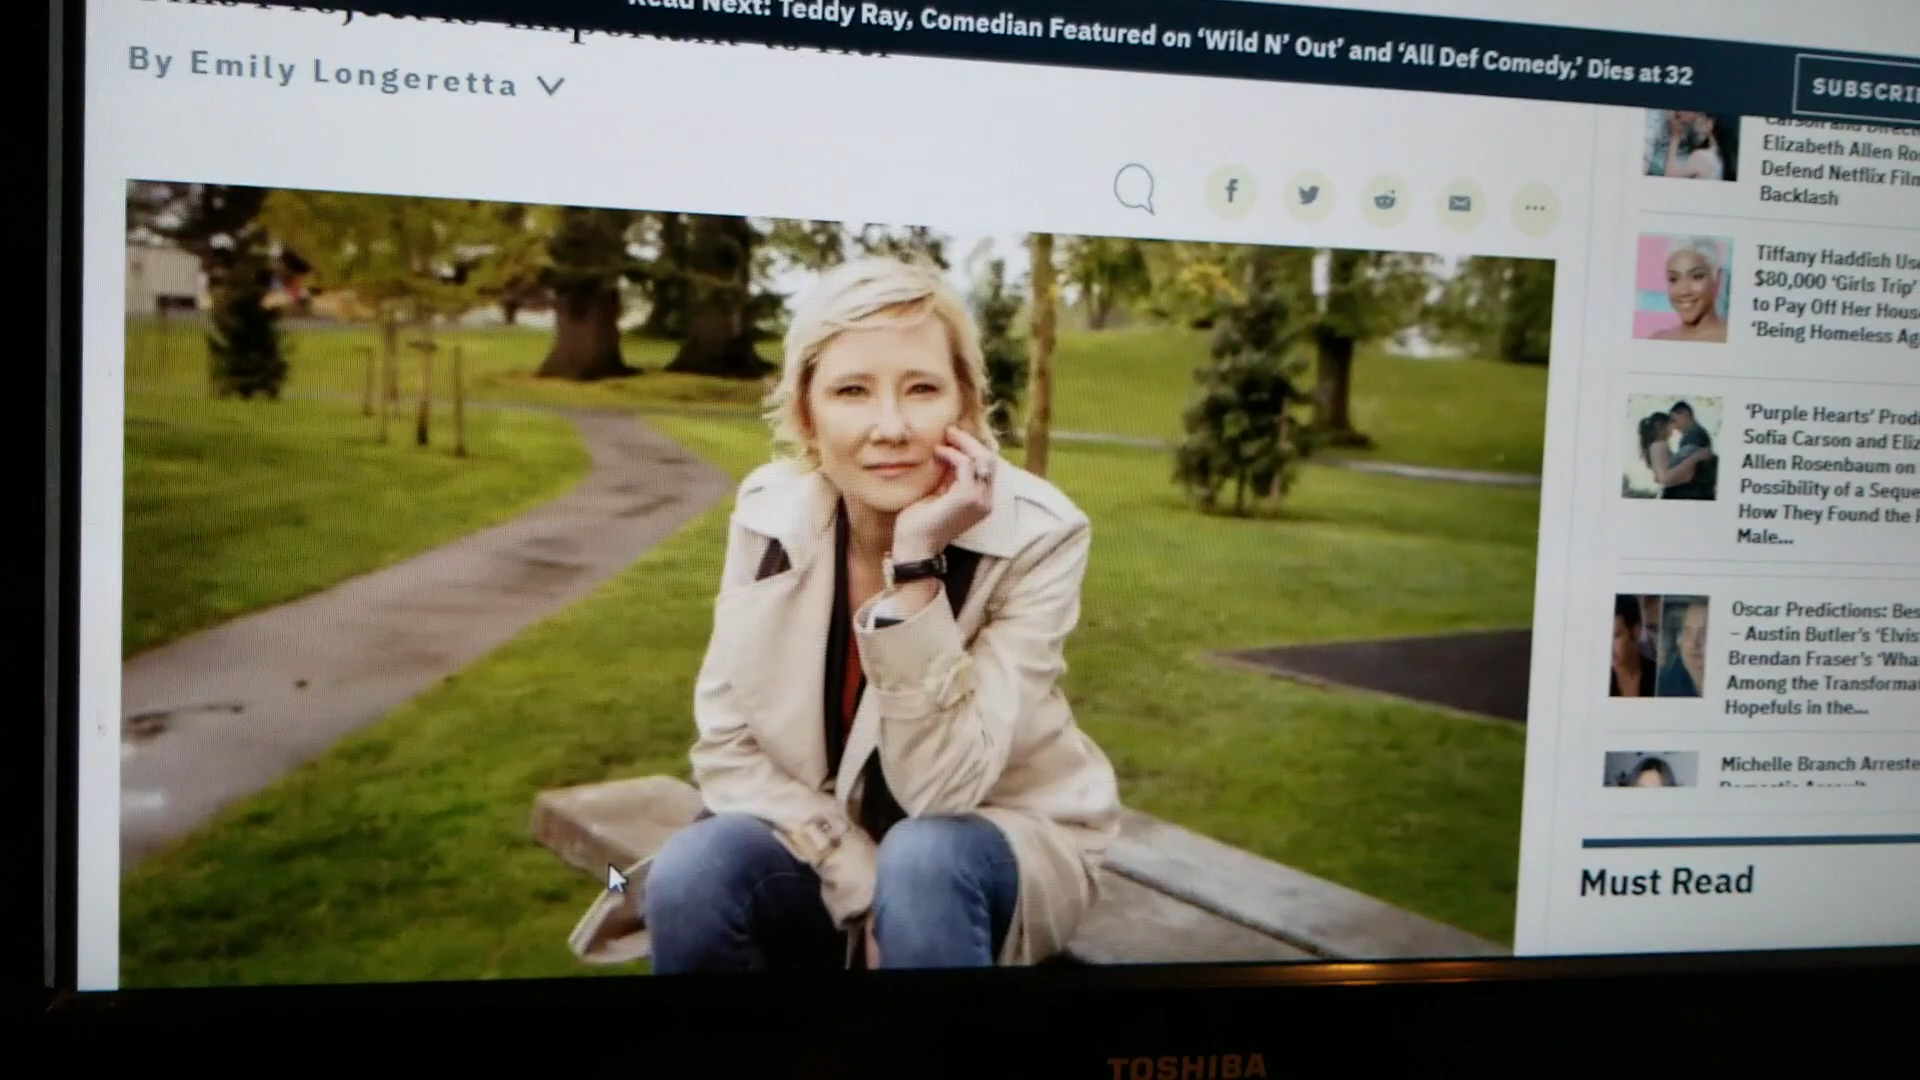 Read Next: Teddy Ray, Comedian Featured on ‘Wild N’ Out’ and ‘All Def Comedy,’ Dies at 32
SUBSCRI
By Emily Longeretta
Elizabeth Allen Ro
Defend Netflix Film
Backlash
Tiffany Haddish Use
$80,000 ‘Girls Trip’
to Pay Off Her Hous
‘Being Homeless Ag
‘Purple Hearts’ Prod
Sofia Carson and Eliz
Allen Rosenbaum on
Possibility of a Seque
How They Found the
Male...
Oscar Predictions: Bes
– Austin Butler’s ‘Elvis
Brendan Fraser’s ‘Wha
Among the Transforma
Hopefuls in the...
Michelle Branch Arreste
Must Read
TOSHIBA